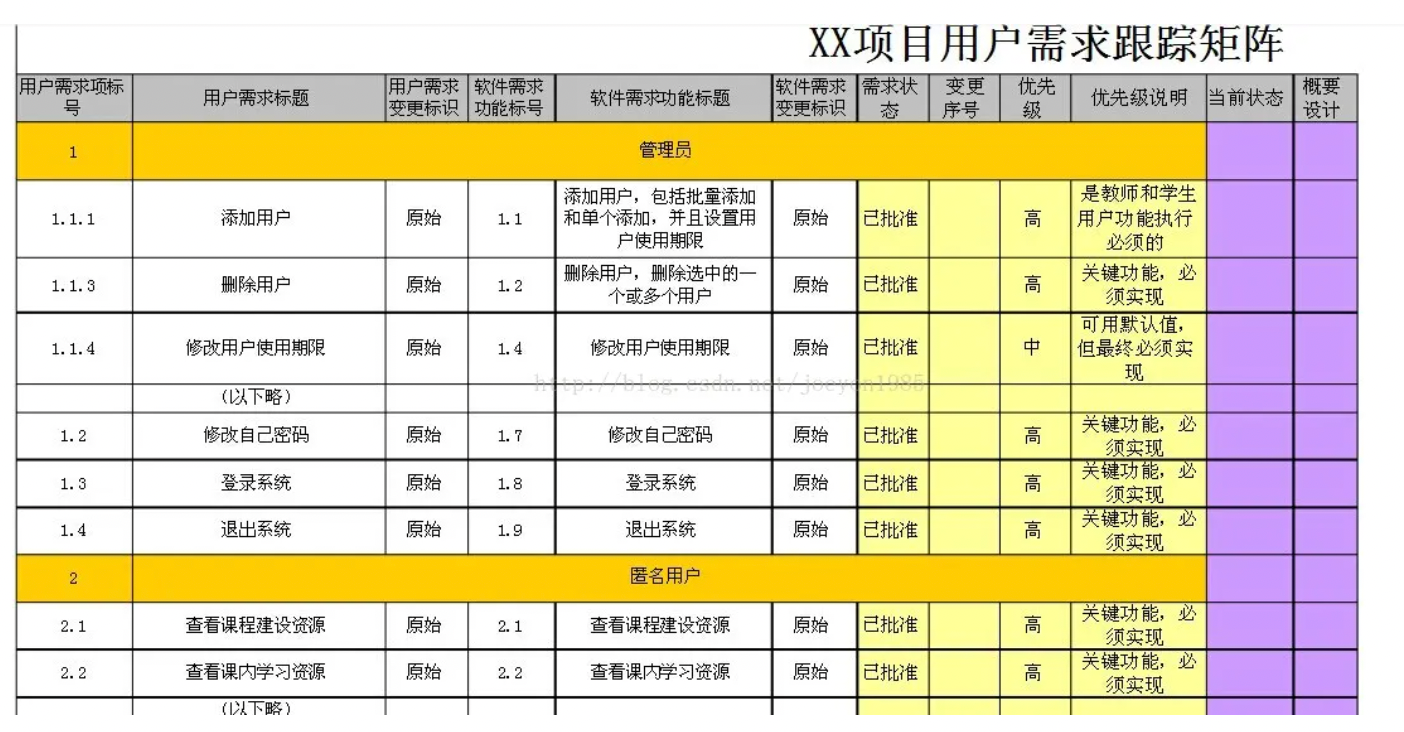 XX项目用户需求跟踪矩阵
用户需求项标号 用户需求标题 用户需求变更标识 软件需求功能标号 软件需求功能标题 软件需求变更标识 需求状态 变更序号 优先级 优先级说明 当前状态 概要设计
1 管理员
1.1.1 添加用户 原始 1.1 添加用户，包括批量添加和单个添加，并且设置用户使用期限 原始 已批准 高 是教师和学生用户功能执行必须的
1.1.3 删除用户 原始 1.2 删除用户，删除选中的一个或多个用户 原始 已批准 高 关键功能，必须实现
1.1.4 修改用户使用期限 原始 1.4 修改用户使用期限 原始 已批准 中 可用默认值，但最终必须实现
http://blog.csdn.net/joeyon1985
(以下略)
1.2 修改自己密码 原始 1.7 修改自己密码 原始 已批准 高 关键功能，必须实现
1.3 登录系统 原始 1.8 登录系统 原始 已批准 高 关键功能，必须实现
1.4 退出系统 原始 1.9 退出系统 原始 已批准 高 关键功能，必须实现
2 匿名用户
2.1 查看课程建设资源 原始 2.1 查看课程建设资源 原始 已批准 高 关键功能，必须实现
2.2 查看课内学习资源 原始 2.2 查看课内学习资源 原始 已批准 高 关键功能，必须实现
(以下略)